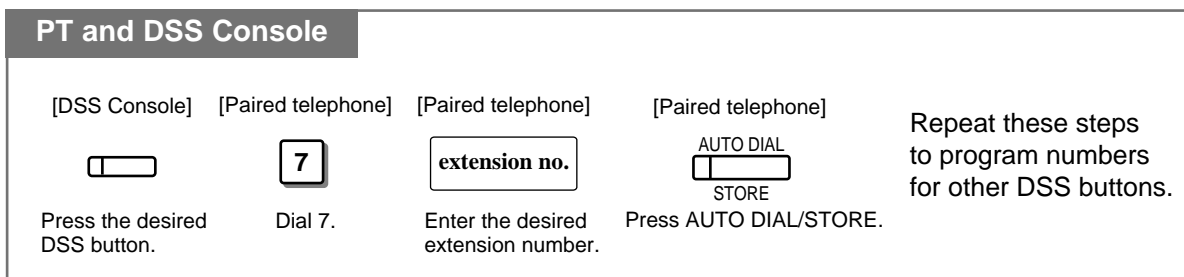 PT and DSS Console
[DSS Console]
Press the desired
DSS button.
[Paired telephone]
7
Dial 7.
[Paired telephone]
extension no.
Enter the desired
extension number.
[Paired telephone]
AUTO DIAL
STORE
Press AUTO DIAL/STORE.
Repeat these steps
to program numbers
for other DSS buttons.